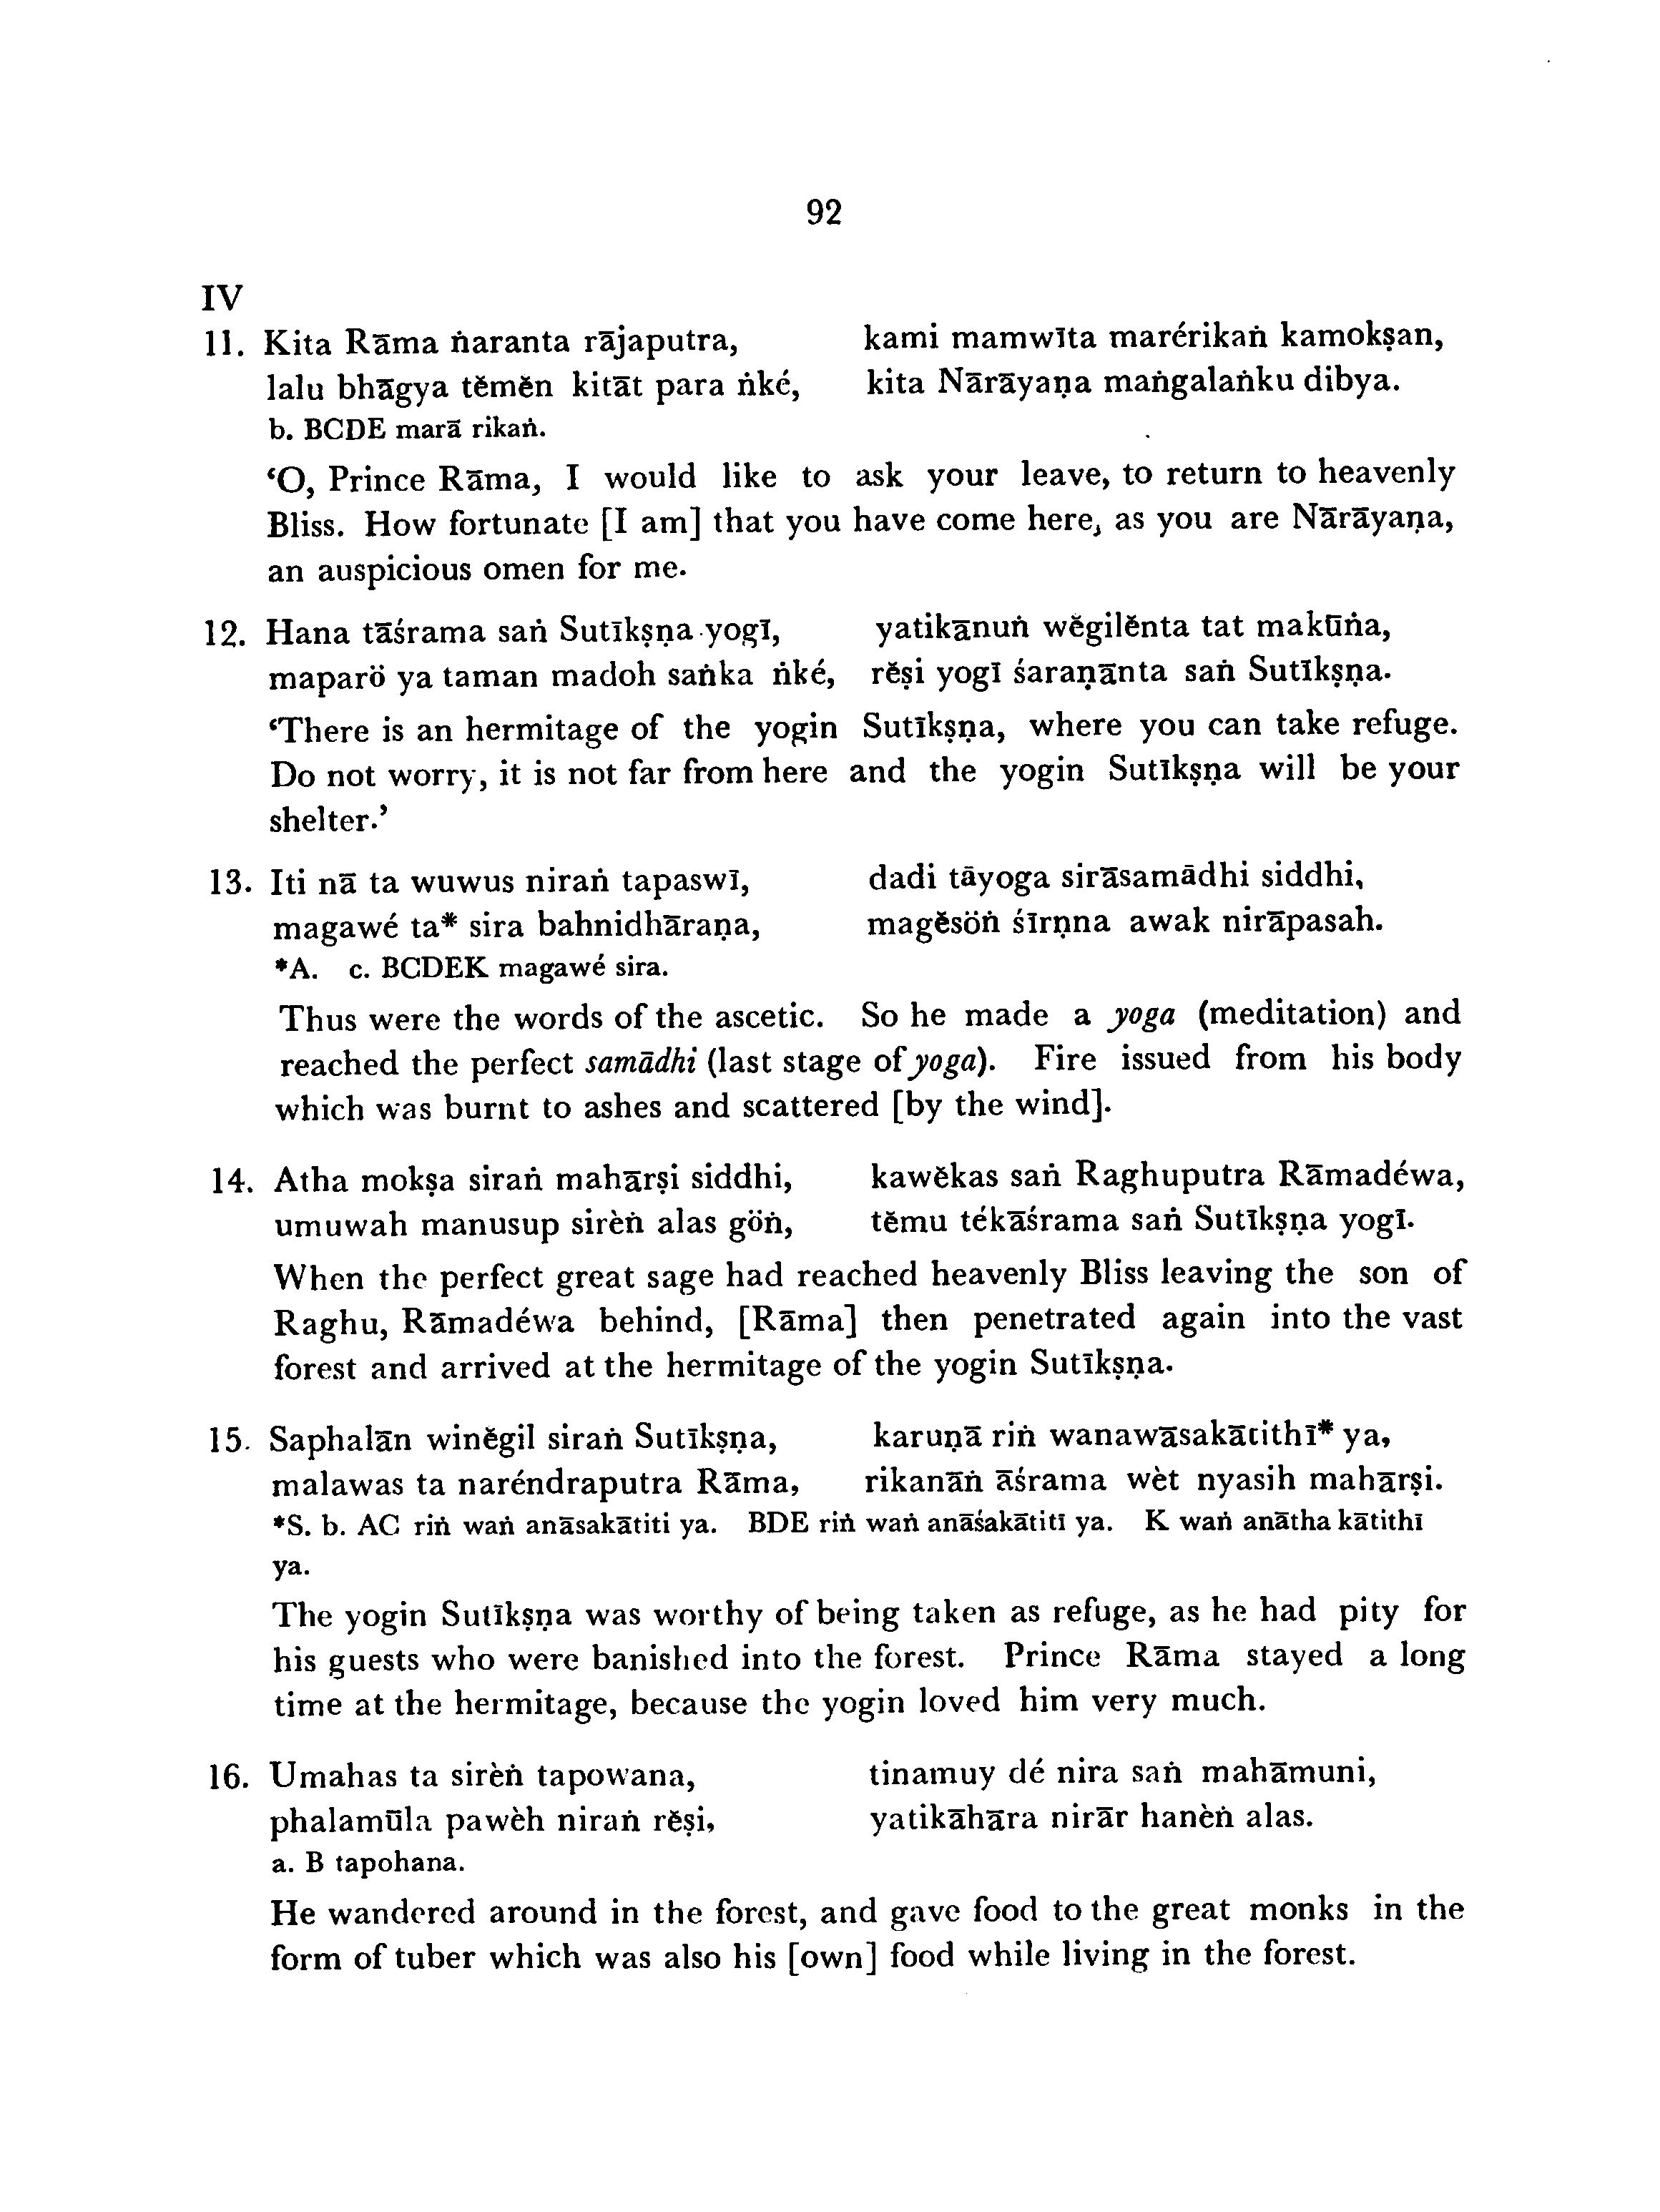 92
IV
11. Kita Rāma ṅaranta rājaputra, kami mamwīta marérikaṅ kamokṣan,
lalu bhāgya tĕmĕn kitāt para ṅké, kita Nārāyaṇa maṅgalaṅku dibya.
b. BCDE marā rikaṅ.
‘O, Prince Rāma, I would like to ask your leave, to return to heavenly
Bliss. How fortunate [I am] that you have come here, as you are Nārāyaṇa,
an auspicious omen for me.
12. Hana tāśrama saṅ Sutīkṣṇa yogī, yatikānuṅ wĕgilĕnta tat makūṅa,
maparö ya taman madoh saṅka ṅké, rĕṣi yogī śaraṇānta saṅ Sutīkṣṇa.
‘There is an hermitage of the yogin Sutīkṣṇa, where you can take refuge.
Do not worry, it is not far from here and the yogin Sutīkṣṇa will be your
shelter.’
13. Iti nā ta wuwus niraṅ tapaswī, dadi tāyoga sirāsamādhi siddhi,
magawé ta* sira bahnidhāraṇa, magĕsöṅ śīrṇna awak nirāpasah.
*A. c. BCDEK magawé sira.
Thus were the words of the ascetic. So he made a yoga (meditation) and
reached the perfect samādhi (last stage of yoga). Fire issued from his body
which was burnt to ashes and scattered [by the wind].
14. Atha mokṣa siraṅ mahārṣi siddhi, kawĕkas saṅ Raghuputra Rāmadéwa,
umuwah manusup sirèṅ alas göṅ, tĕmu tékāśrama saṅ Sutīkṣṇa yogī.
When the perfect great sage had reached heavenly Bliss leaving the son of
Raghu, Rāmadéwa behind, [Rāma] then penetrated again into the vast
forest and arrived at the hermitage of the yogin Sutīkṣṇa.
15. Saphalān winĕgil siraṅ Sutīkṣṇa, karuṇā riṅ wanawāsakātithī* ya,
malawas ta naréndraputra Rāma, rikanāṅ āśrama wèt nyasih mahārṣi.
*S. b. AC riṅ waṅ anāsakātiti ya. BDE riṅ waṅ anāśakātitī ya. K waṅ anātha kātithī
ya.
The yogin Sutīkṣṇa was worthy of being taken as refuge, as he had pity for
his guests who were banished into the forest. Prince Rāma stayed a long
time at the hermitage, because the yogin loved him very much.
16. Umahas ta sirèṅ tapowana, tinamuy dé nira saṅ mahāmuni,
phalamūla pawèh niraṅ rĕṣi, yatikāhāra nirār hanèṅ alas.
a. B tapohana.
He wandered around in the forest, and gave food to the great monks in the
form of tuber which was also his [own] food while living in the forest.